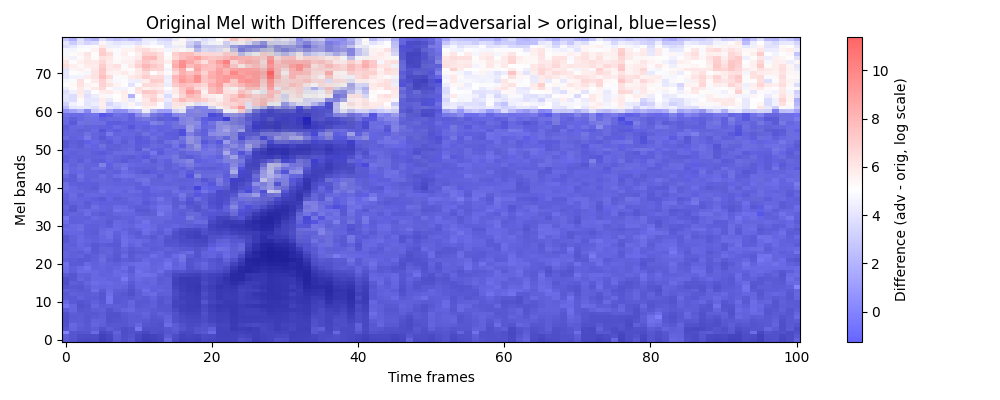 Original Mel with Differences (red=adversarial > original, blue=less)
Mel bands
70
60
50
40
30
20
10
0
0 20 40 60 80 100
Time frames
10
8
6
4
2
0
Difference (adv - orig, log scale)